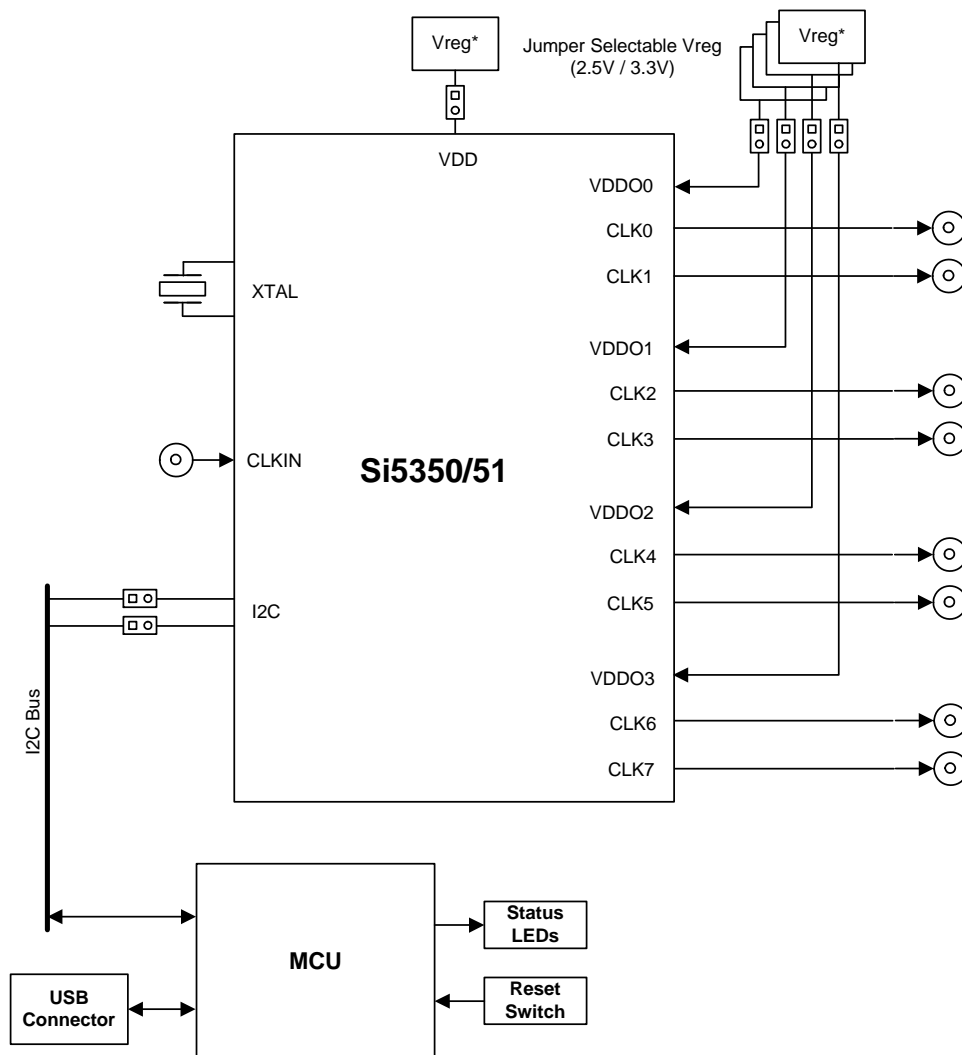 Vreg*
Jumper Selectable Vreg
(2.5V / 3.3V)
Vreg*
VDD
VDDO0
CLK0
CLK1
XTAL
VDDO1
CLK2
CLK3
CLKIN
Si5350/51
VDDO2
CLK4
CLK5
I2C
VDDO3
CLK6
CLK7
I2C Bus
MCU
Status
LEDs
Reset
Switch
USB
Connector